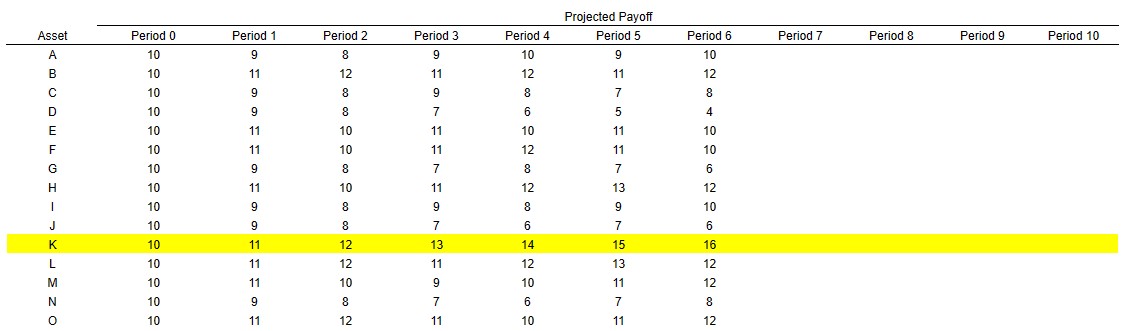 Projected Payoff
Asset Period 0 Period 1 Period 2 Period 3 Period 4 Period 5 Period 6 Period 7 Period 8 Period 9 Period 10
A 10 9 8 9 10 9 10
B 10 11 12 11 12 11 12
C 10 9 8 9 8 7 8
D 10 9 8 7 6 5 4
E 10 11 10 11 10 11 10
F 10 11 10 11 12 11 10
G 10 9 8 7 8 7 6
H 10 11 10 11 12 13 12
I 10 9 8 9 8 9 10
J 10 9 8 7 6 7 6
K 10 11 12 13 14 15 16
L 10 11 12 11 12 13 12
M 10 11 10 9 10 11 12
N 10 9 8 7 6 7 8
O 10 11 12 11 10 11 12